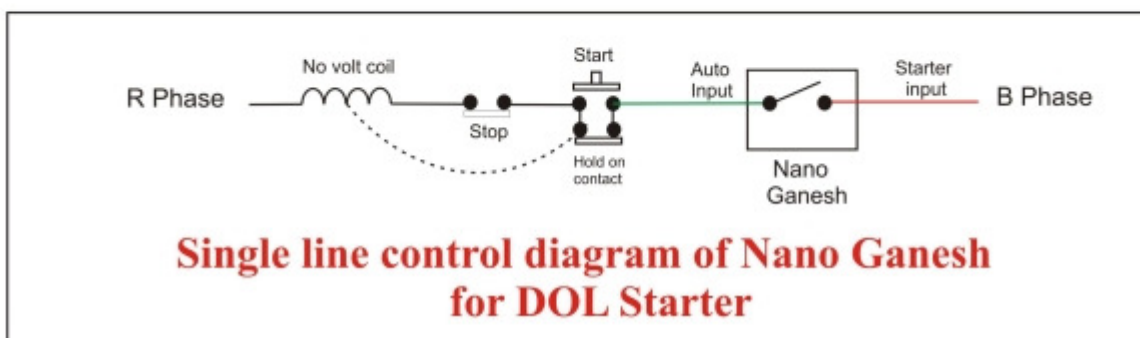 No volt coil
Start
R Phase
Stop
Hold on
contact
Auto
Input
Starter
input
B Phase
Nano
Ganesh
Single line control diagram of Nano Ganesh
for DOL Starter